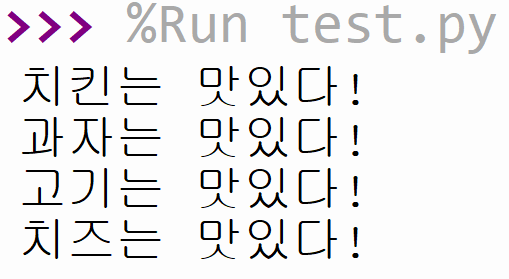 >>> %Run test.py
치킨는 맛있다!
과자는 맛있다!
고기는 맛있다!
치즈는 맛있다!